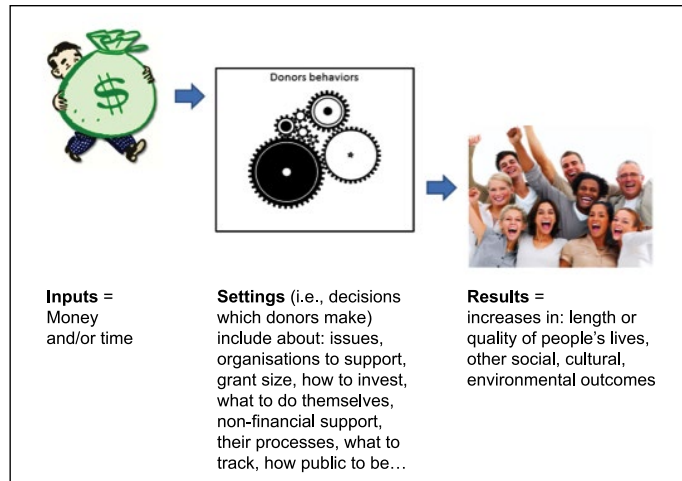 $
Donors behaviors
Inputs =
Money
and/or time
Settings (i.e., decisions
which donors make)
include about: issues,
organisations to support,
grant size, how to invest,
what to do themselves,
non-financial support,
their processes, what to
track, how public to be…
Results =
increases in: length or
quality of people’s lives,
other social, cultural,
environmental outcomes